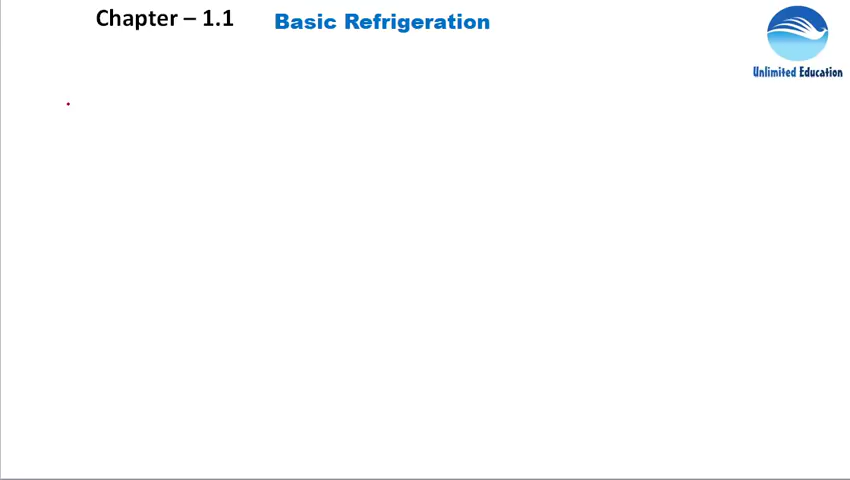 Chapter – 1.1 Basic Refrigeration
Unlimited Education